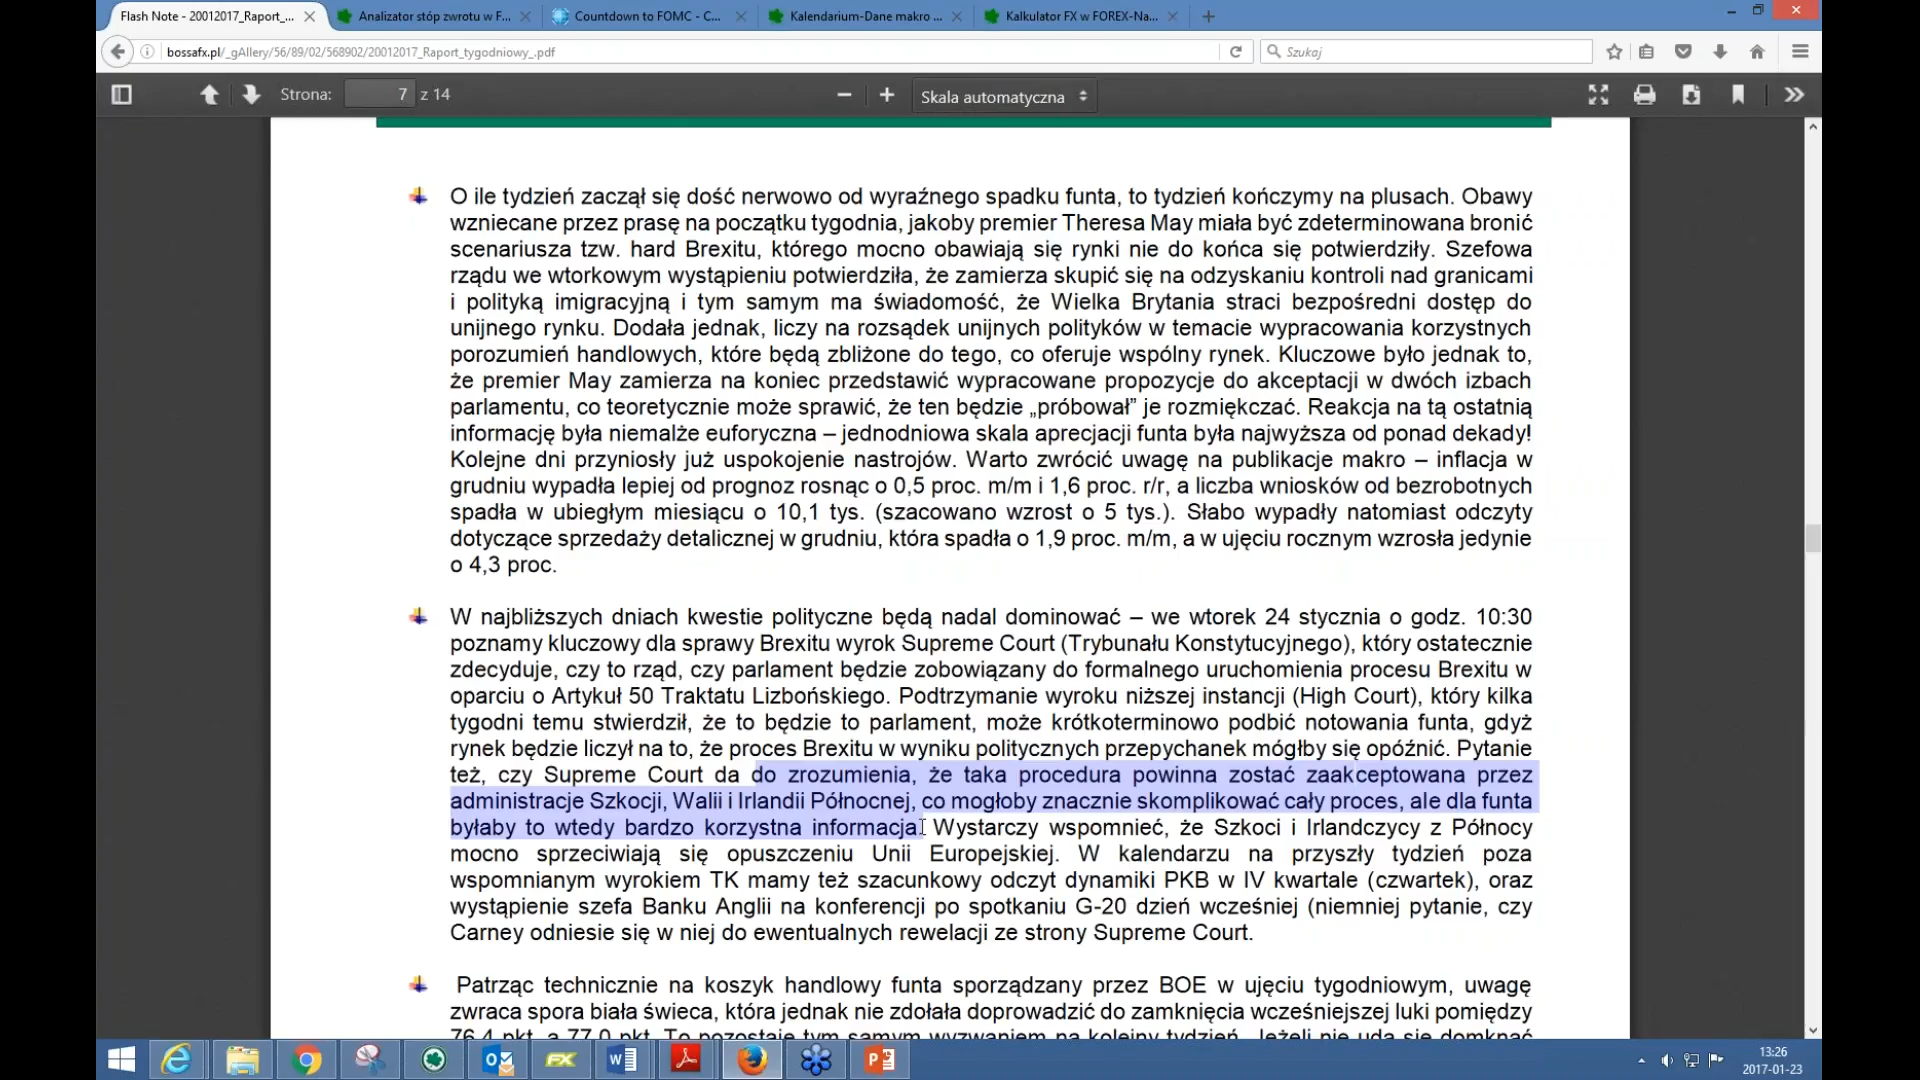 Flash Note - 20012017_Raport_...
Analizator stóp zwrotu w F...
Countdown to FOMC - C...
Kalendarium-Dane makro ...
Kalkulator FX w FOREX-Na...
bossafx.pl/_gAllery/56/89/02/568902/20012017_Raport_tygodniowy_.pdf
Szukaj
Strona: 7 z 14
Skala automatyczna
O ile tydzień zaczął się dość nerwowo od wyraźnego spadku funta, to tydzień kończymy na plusach. Obawy
wzniecane przez prasę na początku tygodnia, jakoby premier Theresa May miała być zdeterminowana bronić
scenariusza tzw. hard Brexitu, którego mocno obawiają się rynki nie do końca się potwierdziły. Szefowa
rządu we wtorkowym wystąpieniu potwierdziła, że zamierza skupić się na odzyskaniu kontroli nad granicami
i polityką imigracyjną i tym samym ma świadomość, że Wielka Brytania straci bezpośredni dostęp do
unijnego rynku. Dodała jednak, liczy na rozsądek unijnych polityków w temacie wypracowania korzystnych
porozumień handlowych, które będą zbliżone do tego, co oferuje wspólny rynek. Kluczowe było jednak to,
że premier May zamierza na koniec przedstawić wypracowane propozycje do akceptacji w dwóch izbach
parlamentu, co teoretycznie może sprawić, że ten będzie „próbował” je rozmiękczać. Reakcja na tą ostatnią
informację była niemalże euforyczna – jednodniowa skala aprecjacji funta była najwyższa od ponad dekady!
Kolejne dni przyniosły już uspokojenie nastrojów. Warto zwrócić uwagę na publikacje makro – inflacja w
grudniu wypadła lepiej od prognoz rosnąc o 0,5 proc. m/m i 1,6 proc. r/r, a liczba wniosków od bezrobotnych
spadła w ubiegłym miesiącu o 10,1 tys. (szacowano wzrost o 5 tys.). Słabo wypadły natomiast odczyty
dotyczące sprzedaży detalicznej w grudniu, która spadła o 1,9 proc. m/m, a w ujęciu rocznym wzrosła jedynie
o 4,3 proc.
W najbliższych dniach kwestie polityczne będą nadal dominować – we wtorek 24 stycznia o godz. 10:30
poznamy kluczowy dla sprawy Brexitu wyrok Supreme Court (Trybunału Konstytucyjnego), który ostatecznie
zdecyduje, czy to rząd, czy parlament będzie zobowiązany do formalnego uruchomienia procesu Brexitu w
oparciu o Artykuł 50 Traktatu Lizbońskiego. Podtrzymanie wyroku niższej instancji (High Court), który kilka
tygodni temu stwierdził, że to będzie to parlament, może krótkoterminowo podbić notowania funta, gdyż
rynek będzie liczył na to, że proces Brexitu w wyniku politycznych przepychanek mógłby się opóźnić. Pytanie
też, czy Supreme Court da do zrozumienia, że taka procedura powinna zostać zaakceptowana przez
administracje Szkocji, Walii i Irlandii Północnej, co mogłoby znacznie skomplikować cały proces, ale dla funta
byłaby to wtedy bardzo korzystna informacja. Wystarczy wspomnieć, że Szkoci i Irlandczycy z Północy
mocno sprzeciwiają się opuszczeniu Unii Europejskiej. W kalendarzu na przyszły tydzień poza
wspomnianym wyrokiem TK mamy też szacunkowy odczyt dynamiki PKB w IV kwartale (czwartek), oraz
wystąpienie szefa Banku Anglii na konferencji po spotkaniu G-20 dzień wcześniej (niemniej pytanie, czy
Carney odniesie się w niej do ewentualnych rewelacji ze strony Supreme Court.
Patrząc technicznie na koszyk handlowy funta sporządzany przez BOE w ujęciu tygodniowym, uwagę
zwraca spora biała świeca, która jednak nie zdołała doprowadzić do zamknięcia wcześniejszej luki pomiędzy
76,4 pkt. a 77,0 pkt. To pozostaje tym samym wyzwaniem na kolejny tydzień. Jeżeli nie uda się domknąć
13:26
2017-01-23